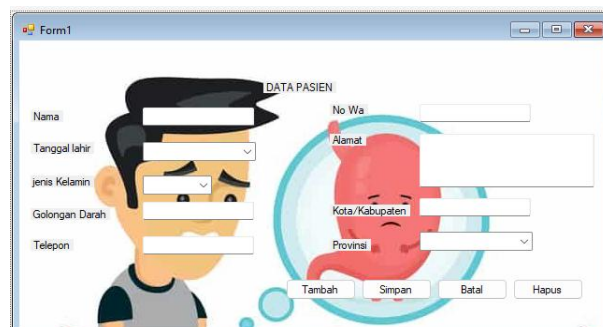 Form1
DATA PASIEN
Nama
Tanggal lahir
jenis Kelamin
Golongan Darah
Telepon
No Wa
Alamat
Kota/Kabupaten
Provinsi
Tambah Simpan Batal Hapus